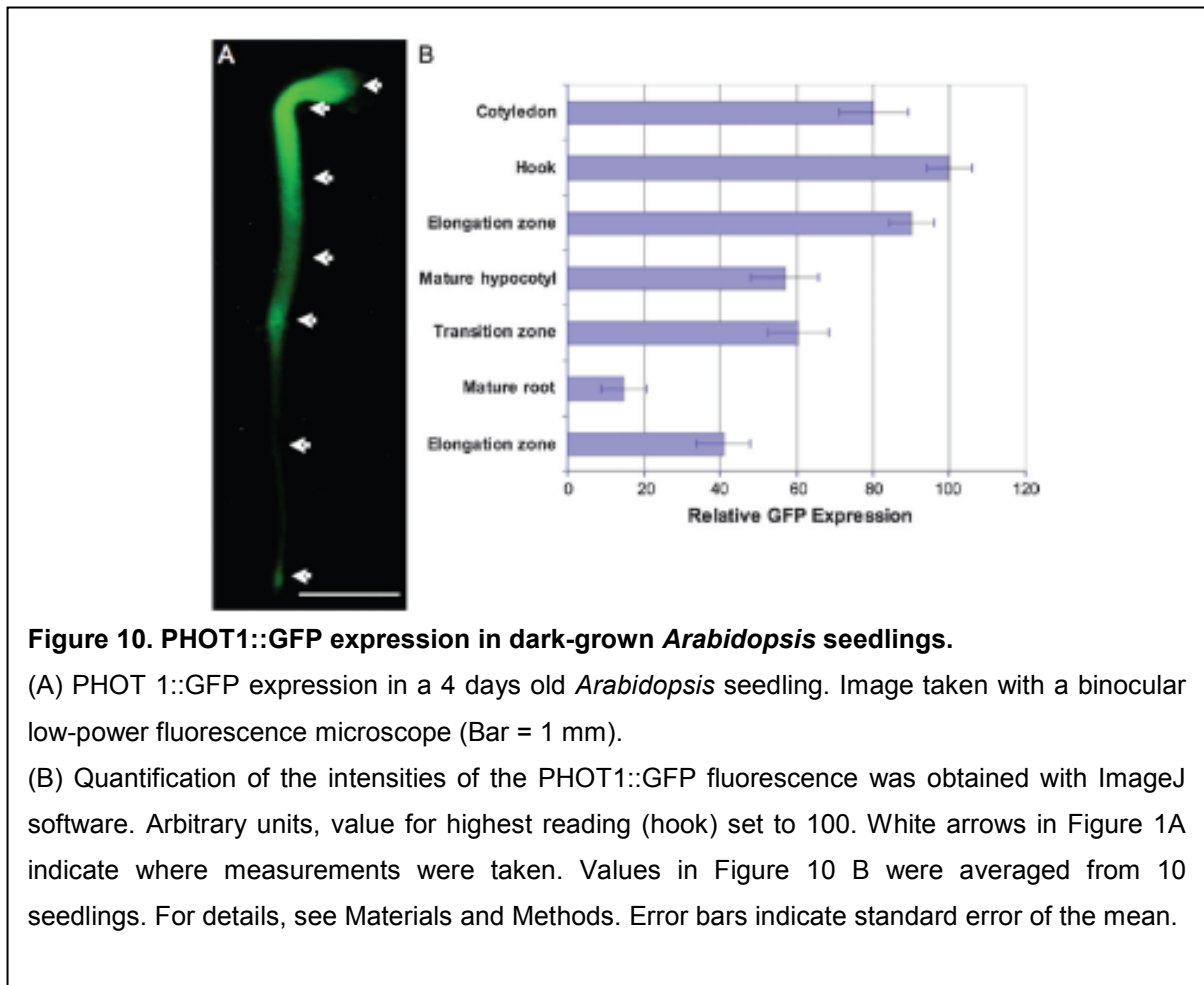 A
B
Cotyledon
Hook
Elongation zone
Mature hypocotyl
Transition zone
Mature root
Elongation zone
0 20 40 60 80 100 120
Relative GFP Expression
Figure 10. PHOT1::GFP expression in dark-grown Arabidopsis seedlings.
(A) PHOT 1::GFP expression in a 4 days old Arabidopsis seedling. Image taken with a binocular
low-power fluorescence microscope (Bar = 1 mm).
(B) Quantification of the intensities of the PHOT1::GFP fluorescence was obtained with ImageJ
software. Arbitrary units, value for highest reading (hook) set to 100. White arrows in Figure 1A
indicate where measurements were taken. Values in Figure 10 B were averaged from 10
seedlings. For details, see Materials and Methods. Error bars indicate standard error of the mean.